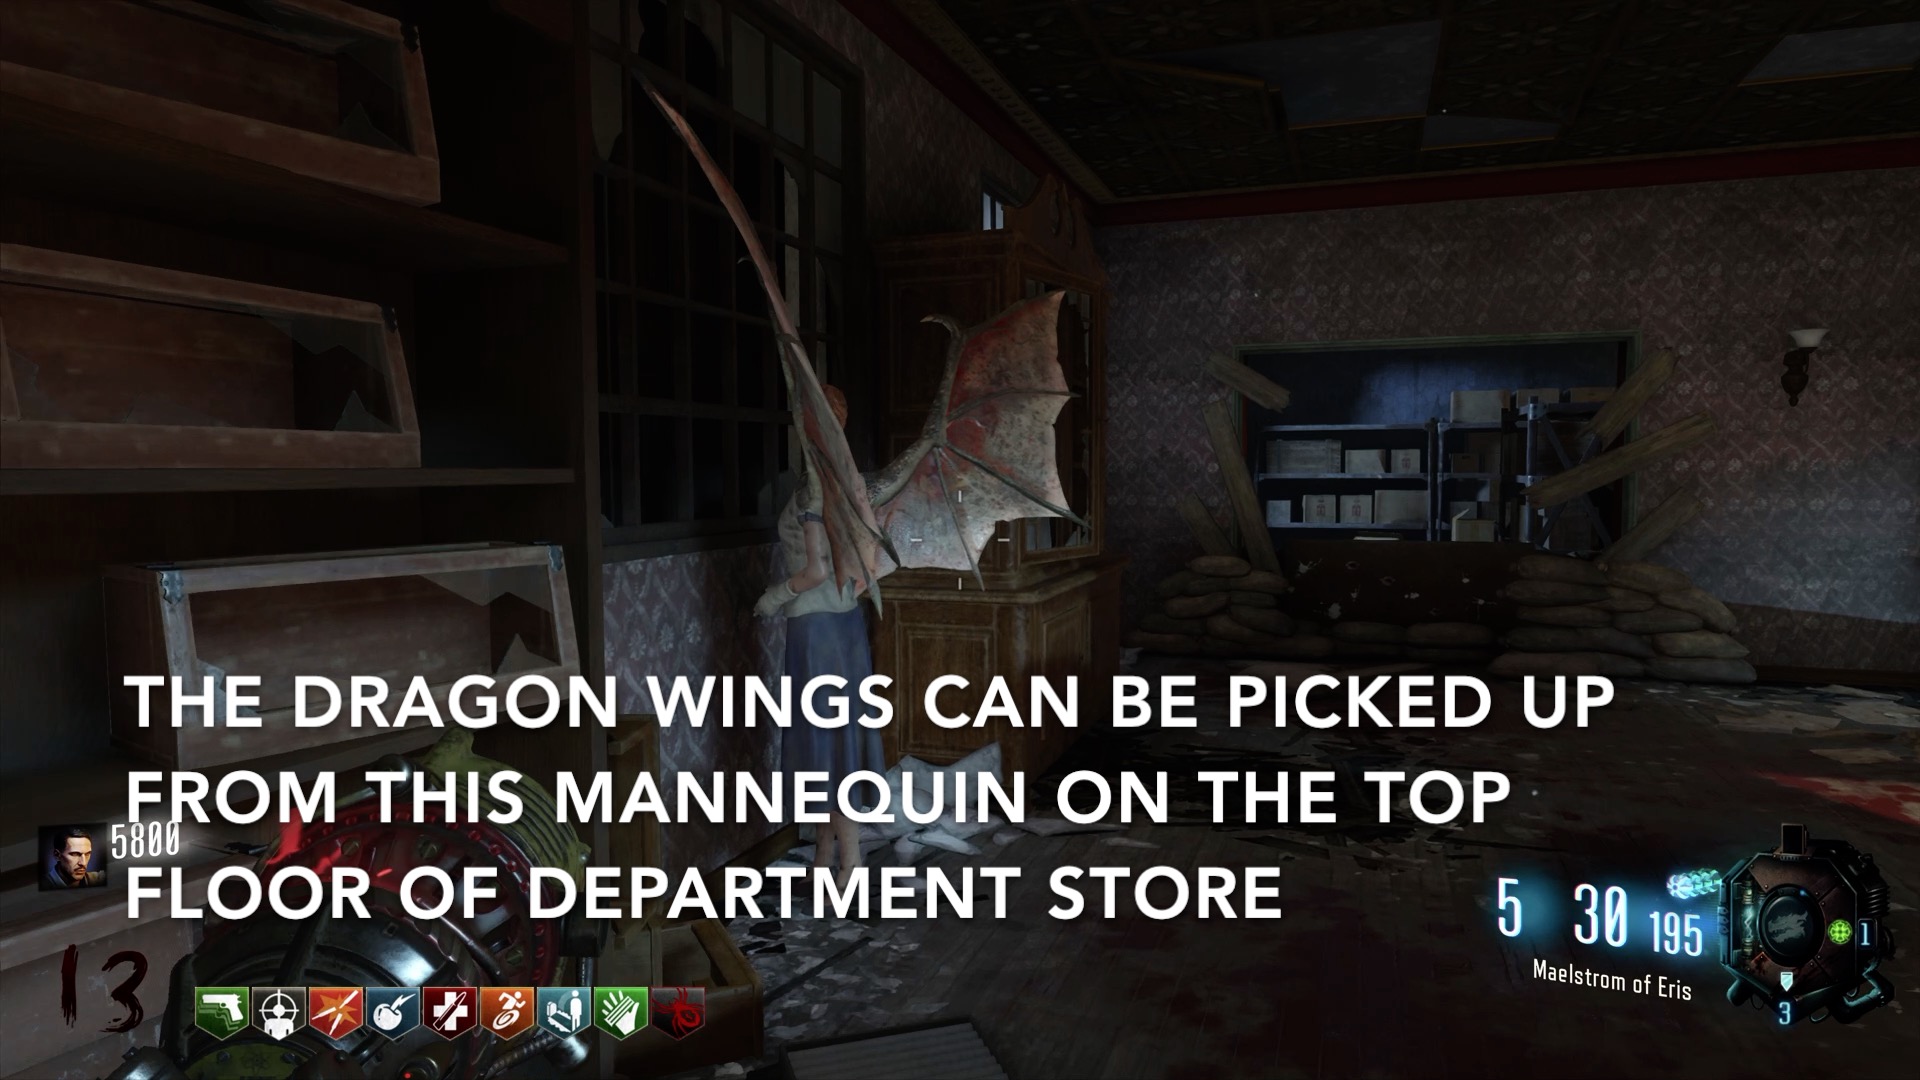 THE DRAGON WINGS CAN BE PICKED UP
FROM THIS MANNEQUIN ON THE TOP
FLOOR OF DEPARTMENT STORE
5800
5 30 195
1
Maelstrom of Eris
3
13